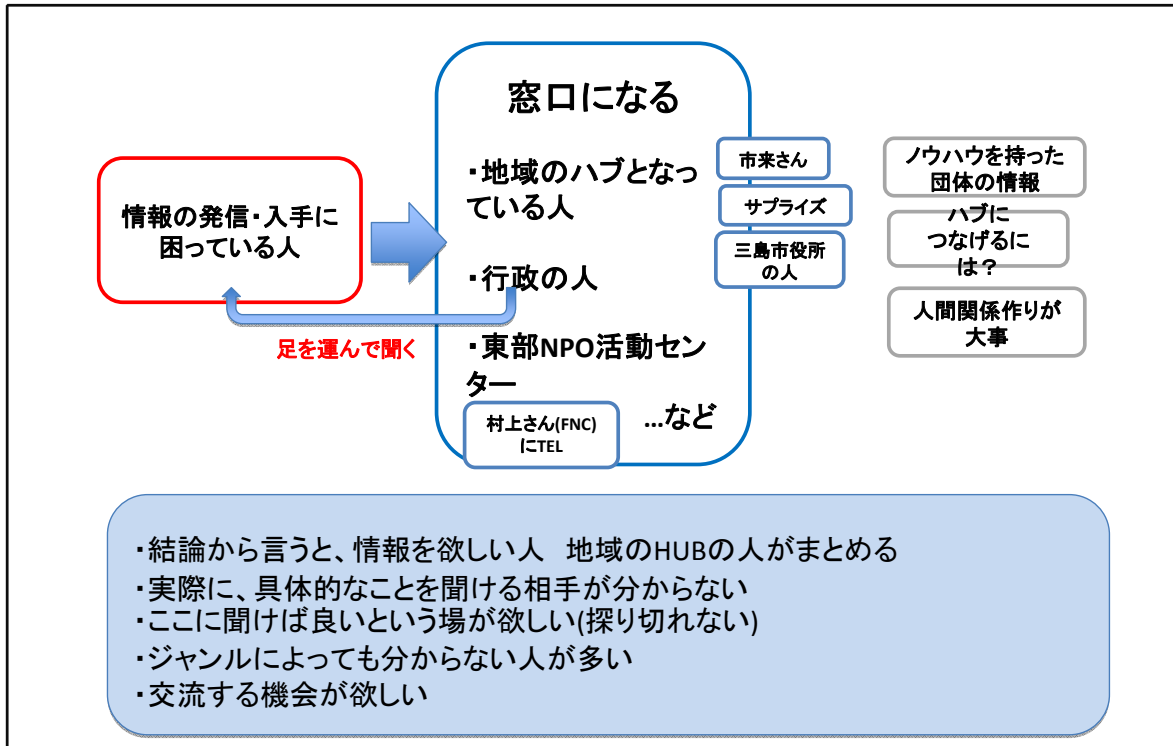 窓口になる
情報の発信・入手に
困っている人
・地域のハブとなっ
ている人
・行政の人
・東部NPO活動セン
ター
…など
市来さん
サプライズ
三島市役所
の人
村上さん(FNC)
にTEL
足を運んで聞く
ノウハウを持った
団体の情報
ハブに
つなげるに
は？
人間関係作りが
大事
・結論から言うと、情報を欲しい人　地域のHUBの人がまとめる
・実際に、具体的なことを聞ける相手が分からない
・ここに聞けば良いという場が欲しい(探り切れない)
・ジャンルによっても分からない人が多い
・交流する機会が欲しい